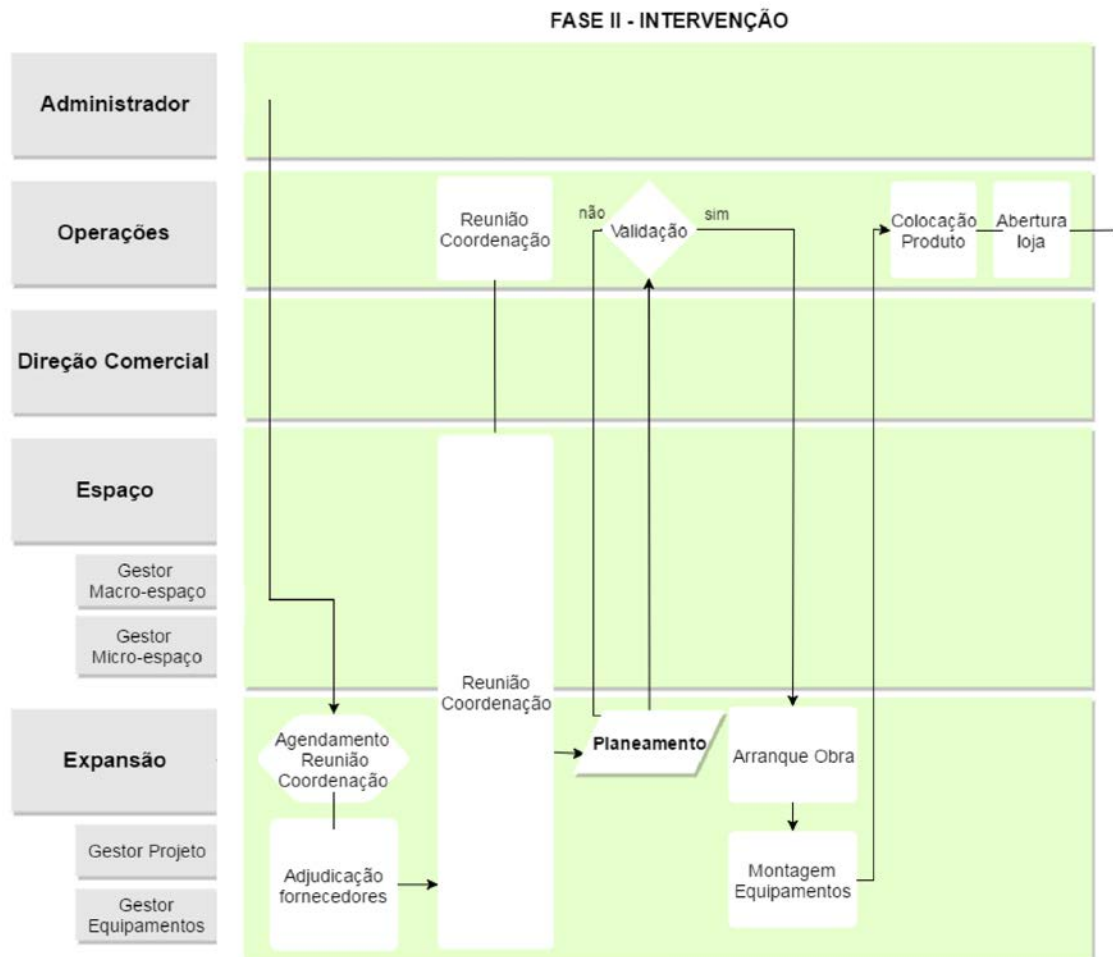 FASE II - INTERVENÇÃO
Administrador
Operações
Reunião
Coordenação
não
Validação
sim
Colocação
Produto
Abertura
loja
Direção Comercial
Espaço
Gestor
Macro-espaço
Gestor
Micro-espaço
Reunião
Coordenação
Expansão
Agendamento
Reunião
Coordenação
Planeamento
Arranque Obra
Gestor Projeto
Adjudicação
fornecedores
Montagem
Equipamentos
Gestor
Equipamentos